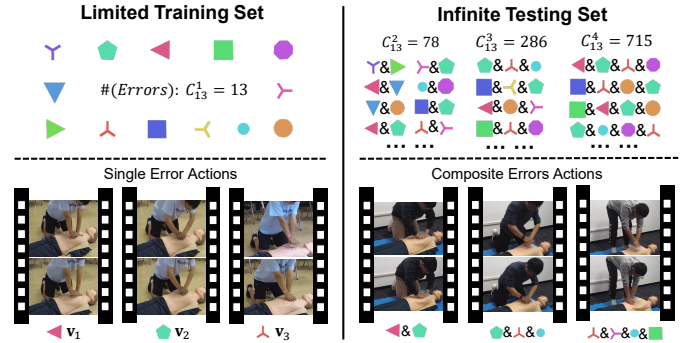 Limited Training Set
#(Errors): C¹₁₃ = 13
Single Error Actions
v₁
v₂
v₃
Infinite Testing Set
C²₁₃ = 78
C³₁₃ = 286
C⁴₁₃ = 715
& & && &&&
& & && &&&
& & && &&&
& & && &&&
... ... ... ... ... ...
Composite Errors Actions
& && &&&